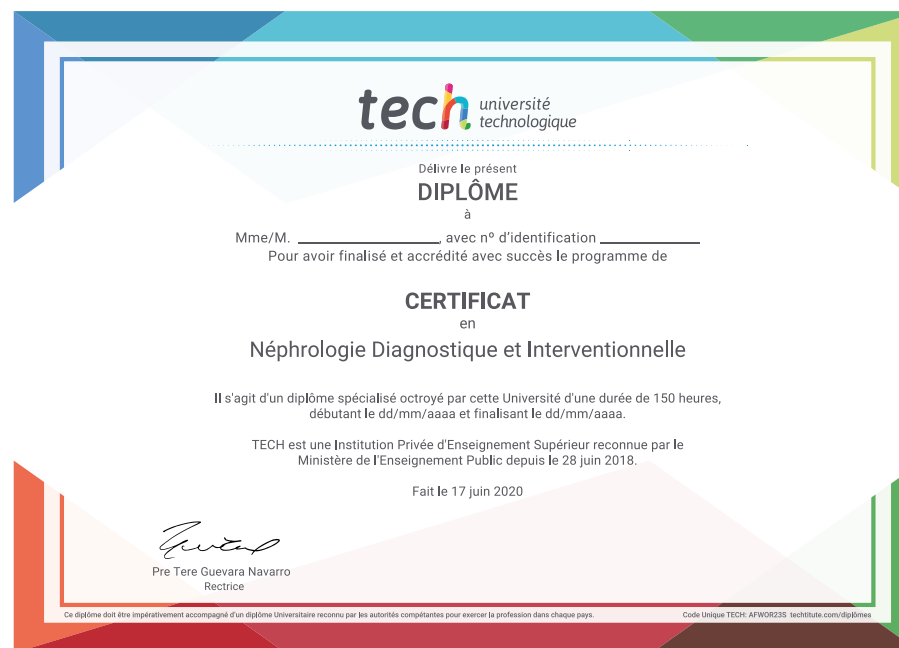 tech université
technologique
Délivre le présent
DIPLÔME
à
Mme/M. ____________, avec nº d'identification ____________
Pour avoir finalisé et accrédité avec succès le programme de
CERTIFICAT
en
Néphrologie Diagnostique et Interventionnelle
Il s'agit d'un diplôme spécialisé octroyé par cette Université d'une durée de 150 heures,
débutant le dd/mm/aaaa et finalisant le dd/mm/aaaa.
TECH est une Institution Privée d'Enseignement Supérieur reconnue par le
Ministère de l'Enseignement Public depuis le 28 juin 2018.
Fait le 17 juin 2020
Pre Tere Guevara Navarro
Rectrice
Ce diplôme doit être impérativement accompagné d'un diplôme Universitaire reconnu par les autorités compétentes pour exercer la profession dans chaque pays. Code Unique TECH: AFWOR23S techtitute.com/diplômes